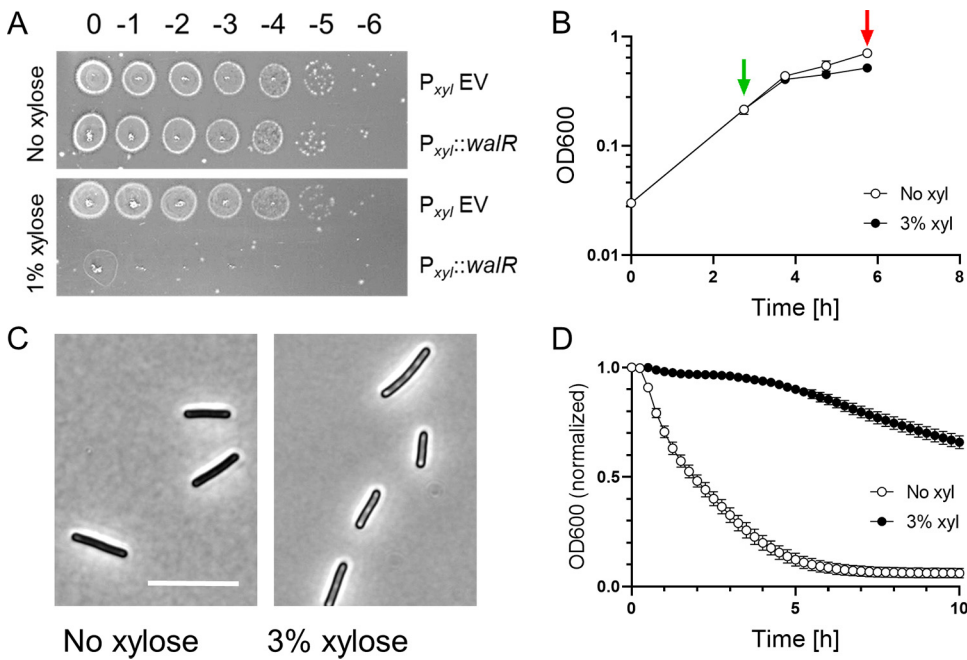 A
0 -1 -2 -3 -4 -5 -6
No xylose
Pxyl EV
Pxyl::walR
1% xylose
Pxyl EV
Pxyl::walR
B
OD600
1
0.1
0.01
0 2 4 6 8
Time [h]
No xyl
3% xyl
C
No xylose
3% xylose
D
OD600 (normalized)
1.0
0.5
0.0
0 5 10
Time [h]
No xyl
3% xyl